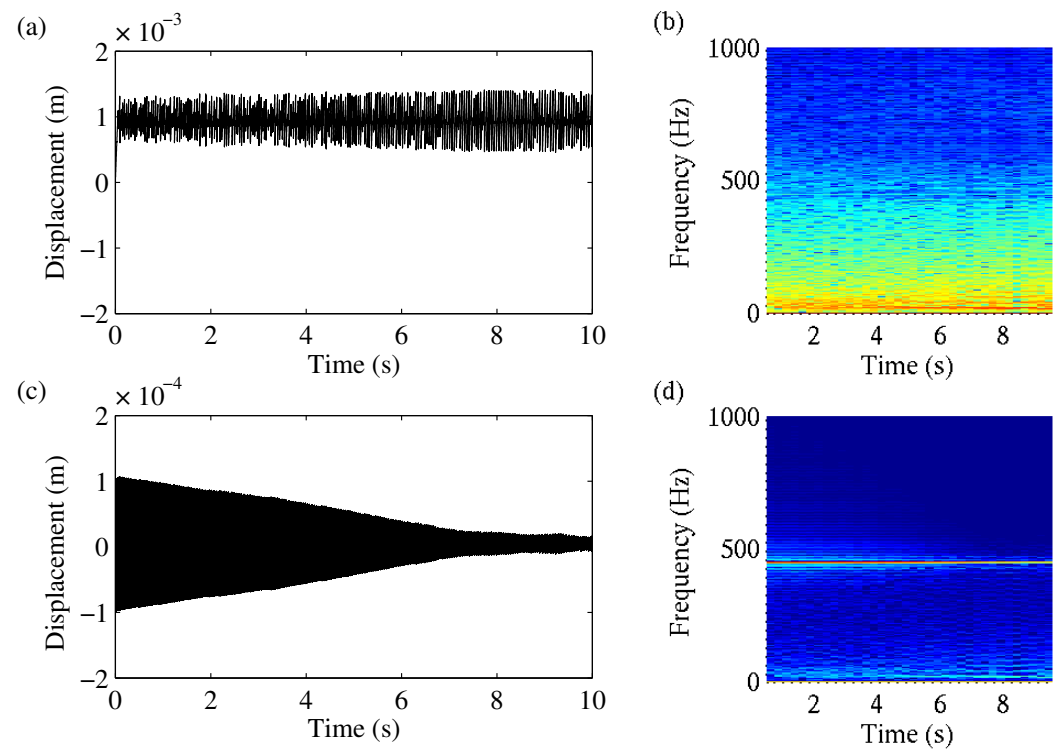 (a)
× 10−3
2
1
0
−1
−2
Displacement (m)
0 2 4 6 8 10
Time (s)
(b)
1000
500
0
Frequency (Hz)
2 4 6 8
Time (s)
(c)
× 10−4
2
1
0
−1
−2
Displacement (m)
0 2 4 6 8 10
Time (s)
(d)
1000
500
0
Frequency (Hz)
2 4 6 8
Time (s)